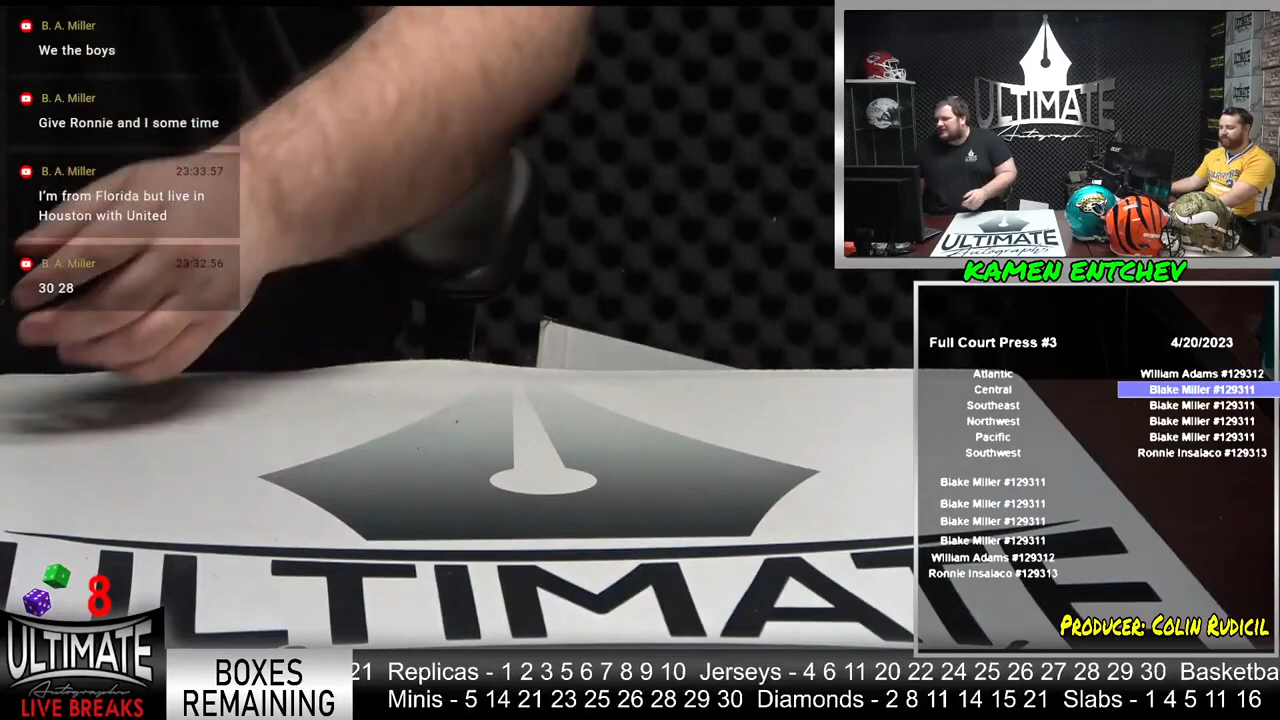 B. A. Miller
We the boys
B. A. Miller
Give Ronnie and I some time
B. A. Miller 23:33:57
I'm from Florida but live in
Houston with United
B. A. Miller 23:32:56
30 28
ULTIMATE
Autographs
ULTIMATE
Autographs
KAMEN ENTCHEV
Full Court Press #3 4/20/2023
Atlantic William Adams #129312
Central Blake Miller #129311
Southeast Blake Miller #129311
Northwest Blake Miller #129311
Pacific Blake Miller #129311
Southwest Ronnie Insalaco #129313
Blake Miller #129311
Blake Miller #129311
Blake Miller #129311
Blake Miller #129311
William Adams #129312
Ronnie Insalaco #129313
Producer: Colin Rudicil
ULTIMATE
8
ULTIMATE
Autographs
LIVE BREAKS
BOXES
REMAINING
21 Replicas - 1 2 3 5 6 7 8 9 10 Jerseys - 4 6 11 20 22 24 25 26 27 28 29 30 Basketba
Minis - 5 14 21 23 25 26 28 29 30 Diamonds - 2 8 11 14 15 21 Slabs - 1 4 5 11 16